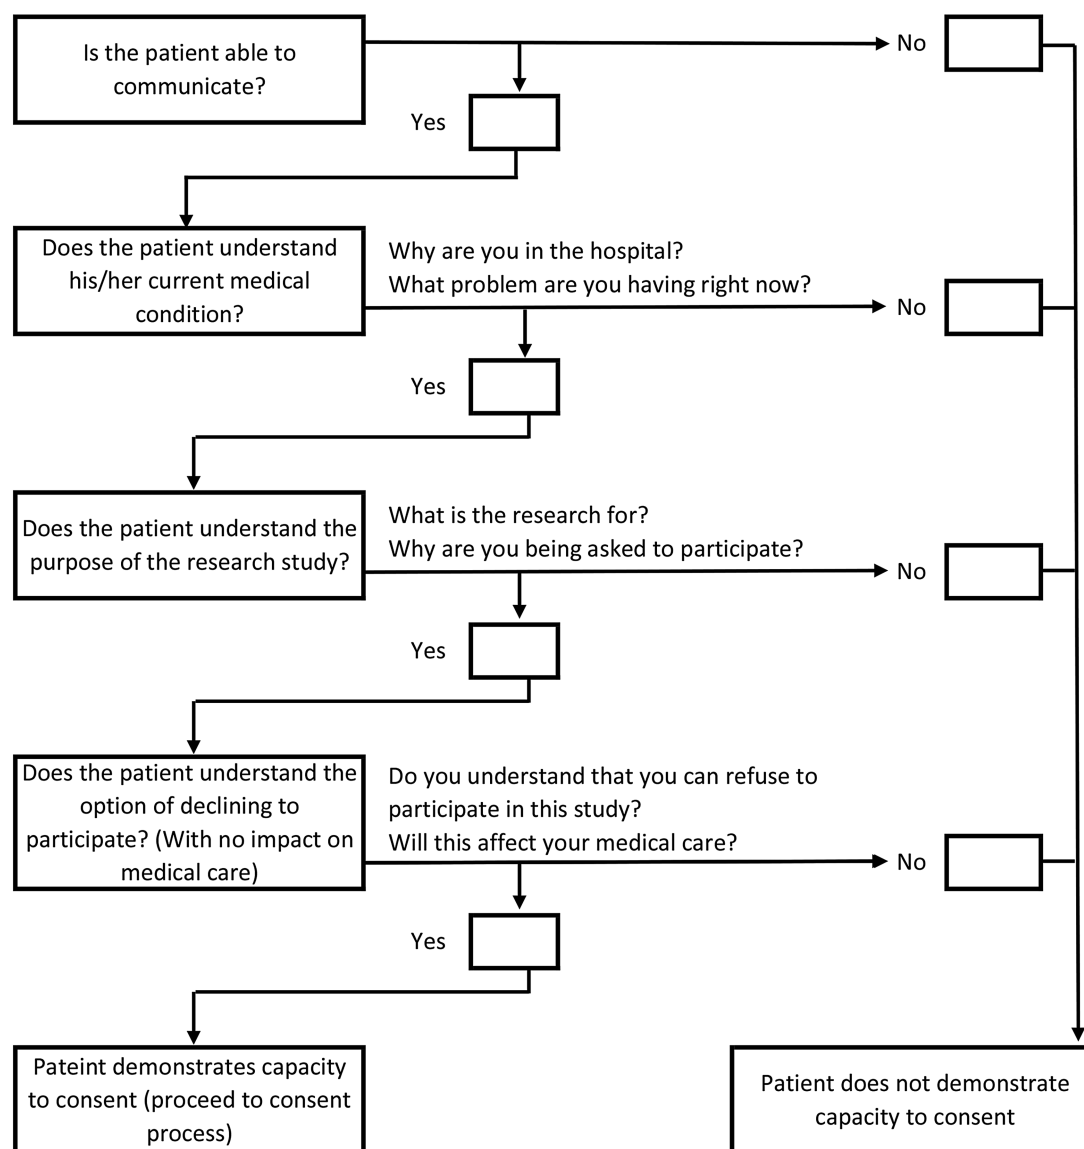 Is the patient able to
communicate?
No
Yes
Does the patient understand
his/her current medical
condition?
Why are you in the hospital?
What problem are you having right now?
No
Yes
Does the patient understand the
purpose of the research study?
What is the research for?
Why are you being asked to participate?
No
Yes
Does the patient understand the
option of declining to
participate? (With no impact on
medical care)
Do you understand that you can refuse to
participate in this study?
Will this affect your medical care?
No
Yes
Pateint demonstrates capacity
to consent (proceed to consent
process)
Patient does not demonstrate
capacity to consent